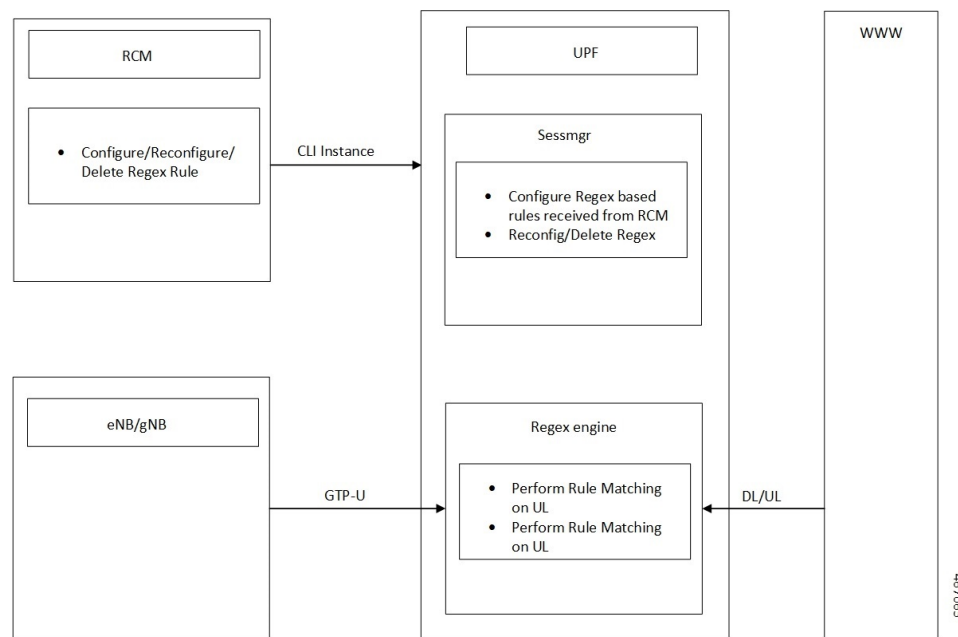 RCM
• Configure/Reconfigure/
Delete Regex Rule
CLI Instance
UPF
Sessmgr
• Configure Regex based
rules received from RCM
• Reconfig/Delete Regex
WWW
eNB/gNB
GTP-U
Regex engine
• Perform Rule Matching
on UL
• Perform Rule Matching
on UL
DL/UL